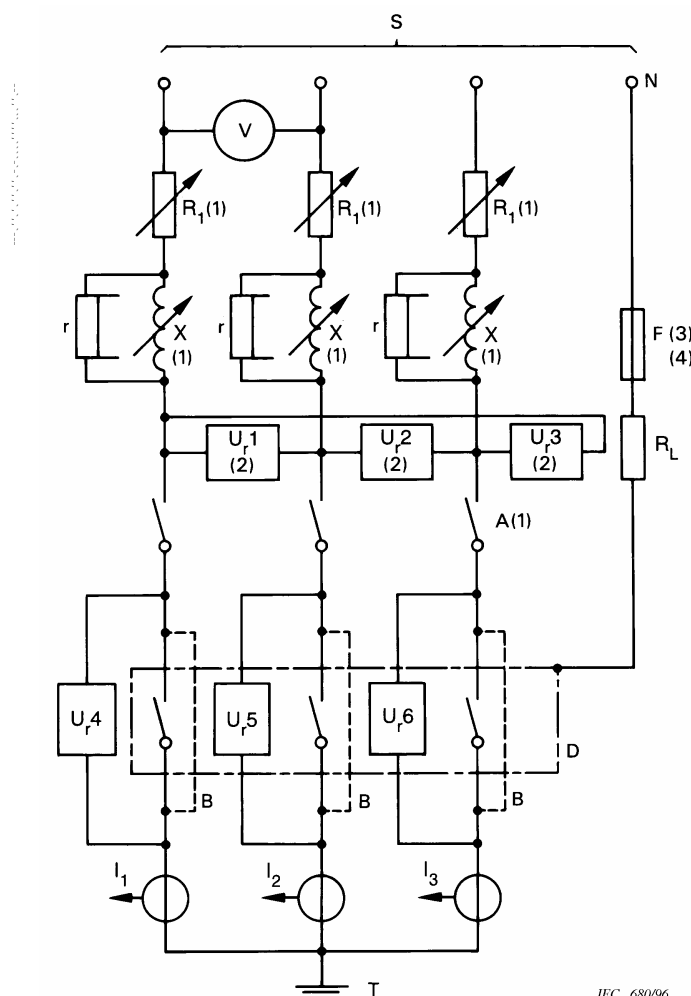 S
N
V
R1(1) R1(1) R1(1)
r X (1) r X (1) r X (1)
F (3)
(4)
Ur1 (2) Ur2 (2) Ur3 (2)
RL
A(1)
Ur4 Ur5 Ur6
D
B B B
I1 I2 I3
T
IEC 680/96